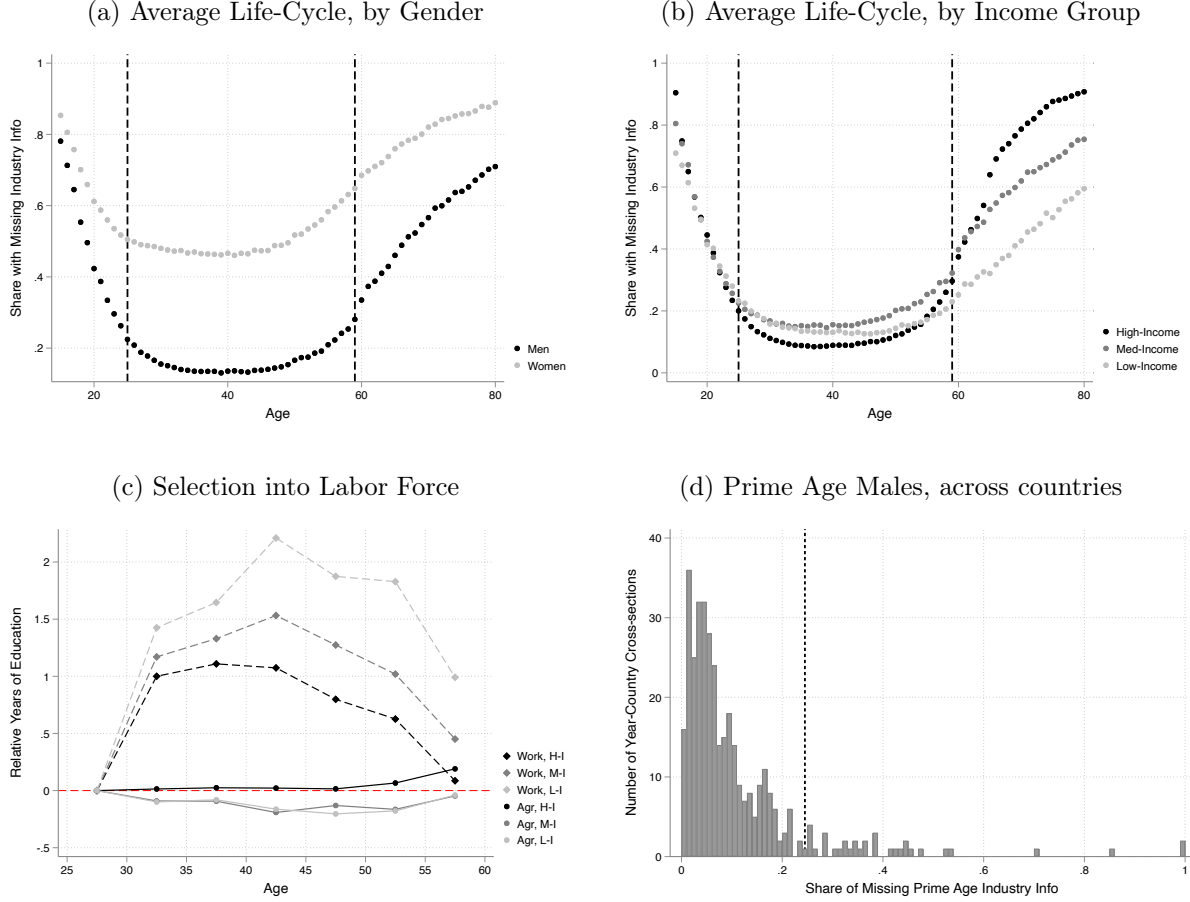 (a) Average Life-Cycle, by Gender
Share with Missing Industry Info
1
.8
.6
.4
.2
20
40
60
80
Age
Men
Women
(b) Average Life-Cycle, by Income Group
Share with Missing Industry Info
1
.8
.6
.4
.2
0
20
40
60
80
Age
High-Income
Med-Income
Low-Income
(c) Selection into Labor Force
Relative Years of Education
2
1.5
1
.5
0
-.5
25
30
35
40
45
50
55
60
Age
Work, H-I
Work, M-I
Work, L-I
Agr, H-I
Agr, M-I
Agr, L-I
(d) Prime Age Males, across countries
Number of Year-Country Cross-sections
40
30
20
10
0
0
.2
.4
.6
.8
1
Share of Missing Prime Age Industry Info